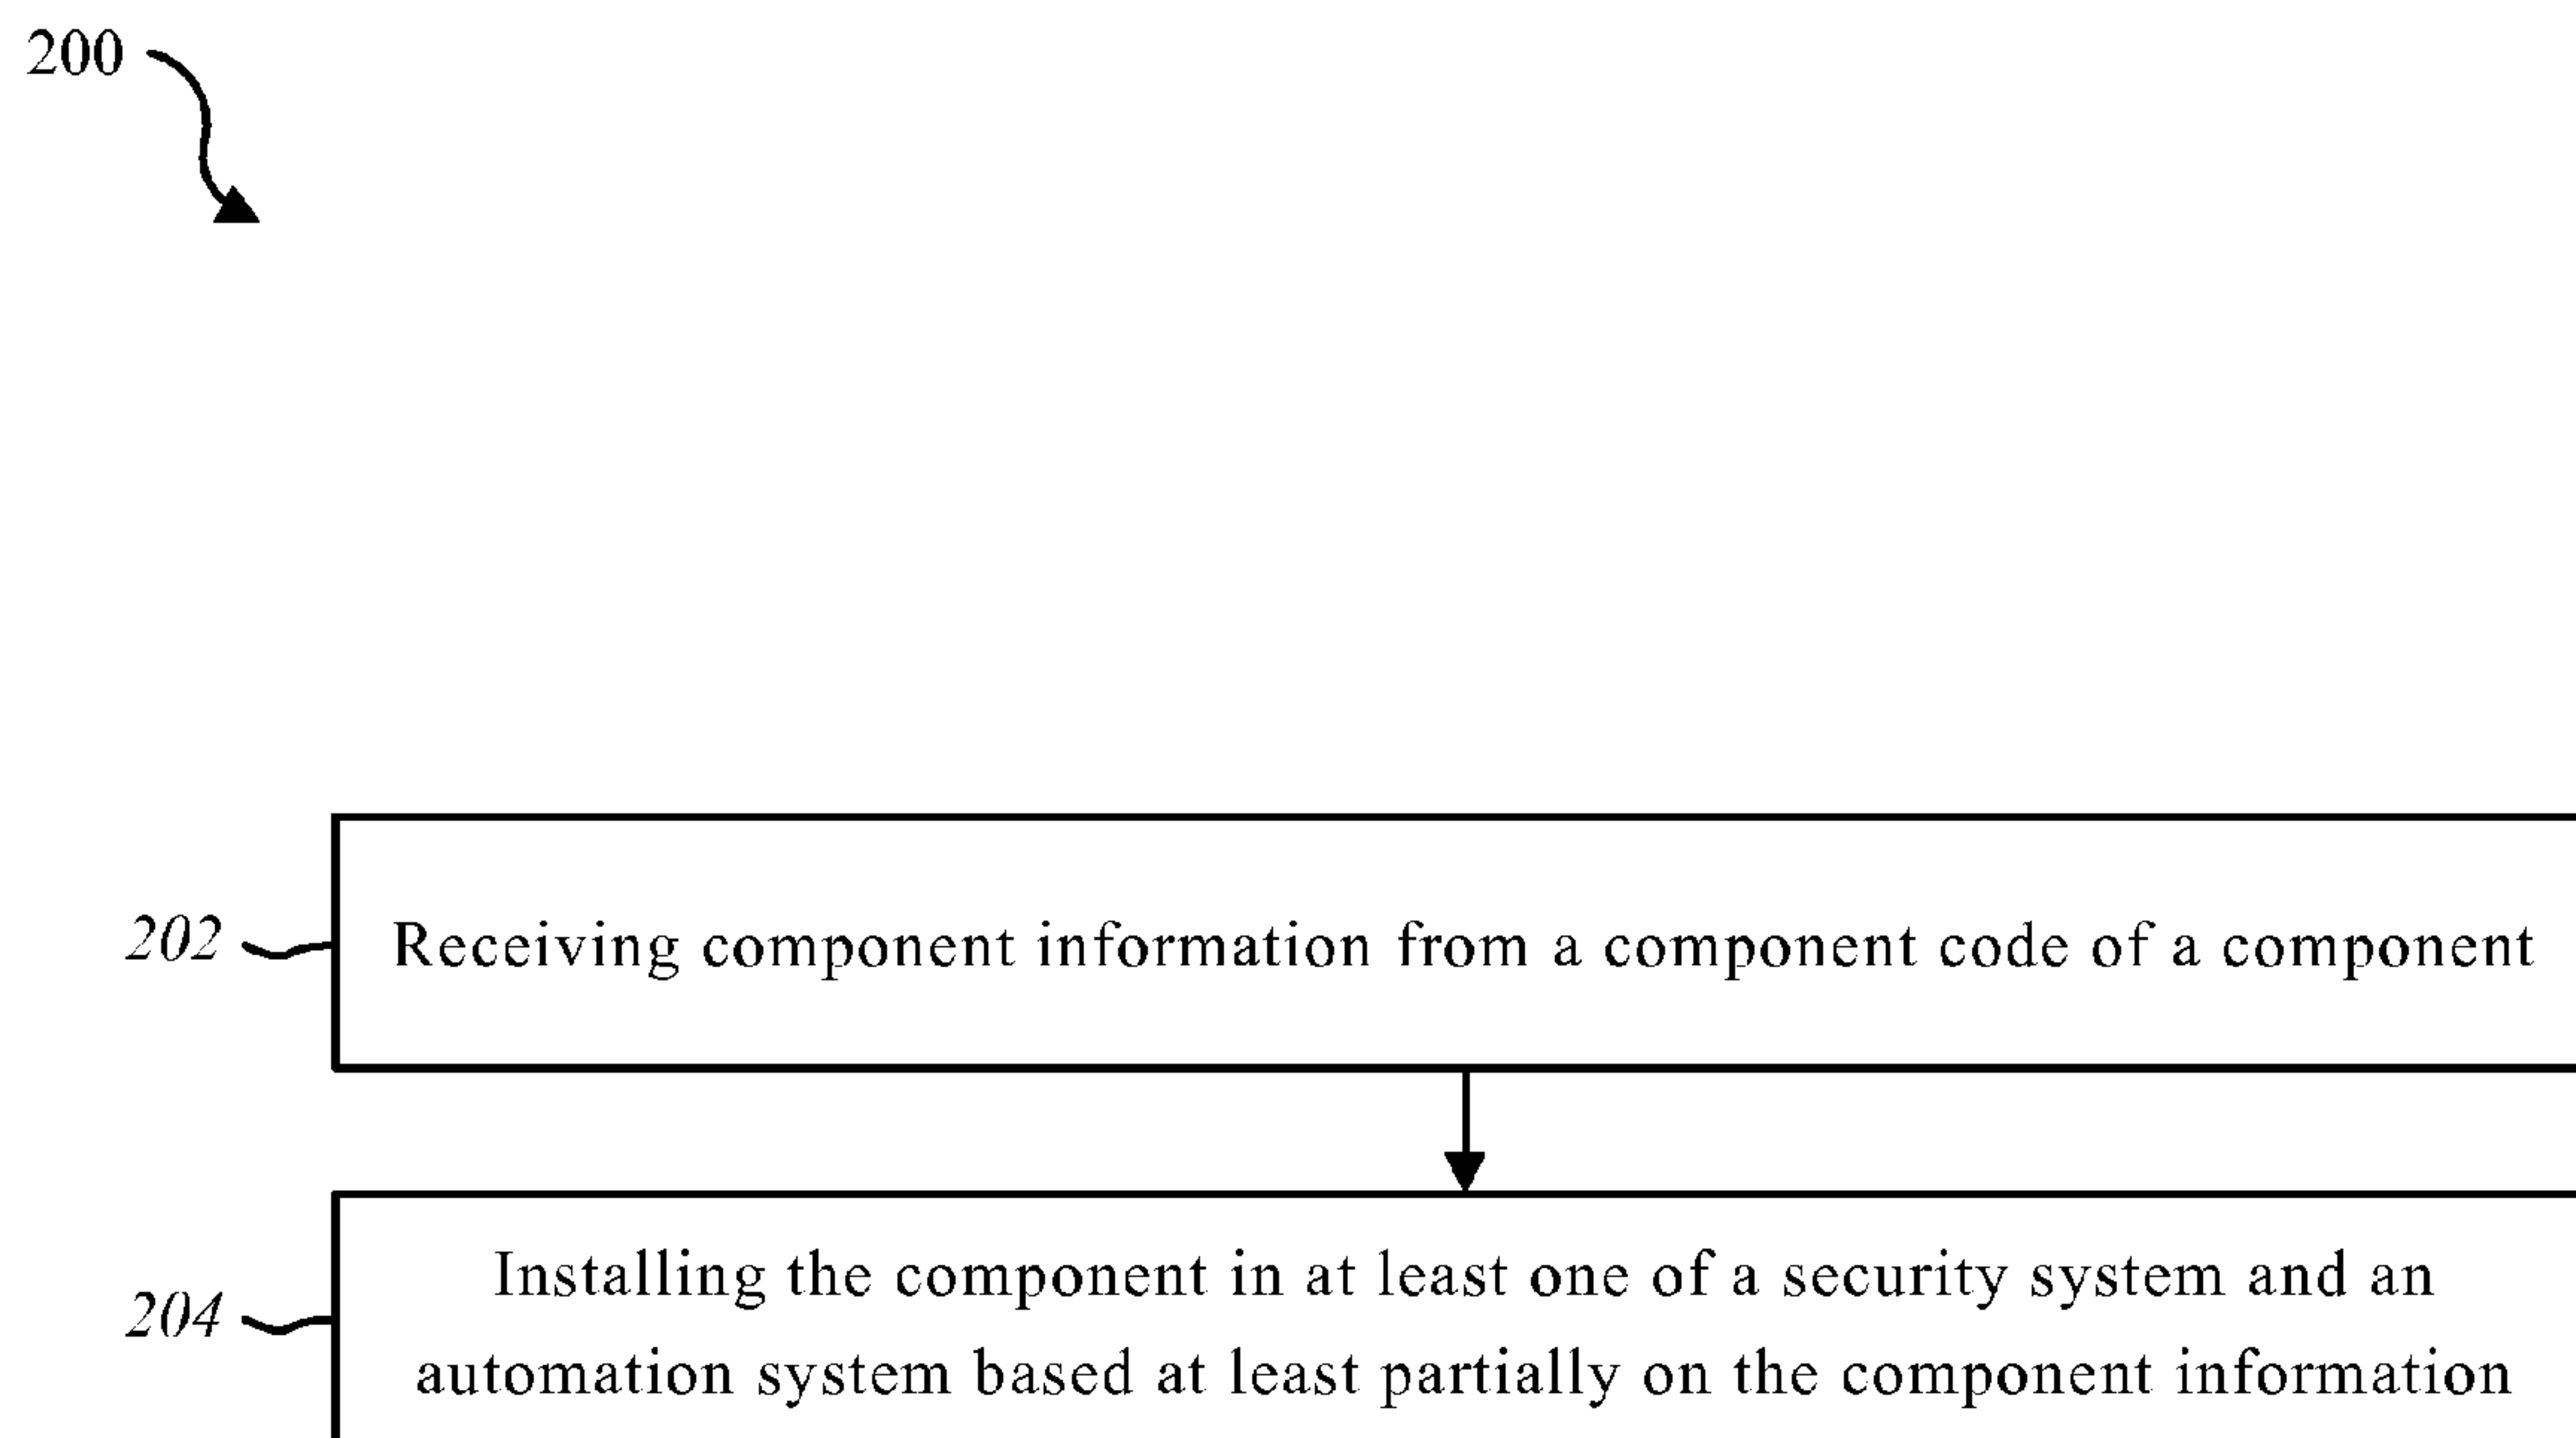 200
202
Receiving component information from a component code of a component
204
Installing the component in at least one of a security system and an
automation system based at least partially on the component information